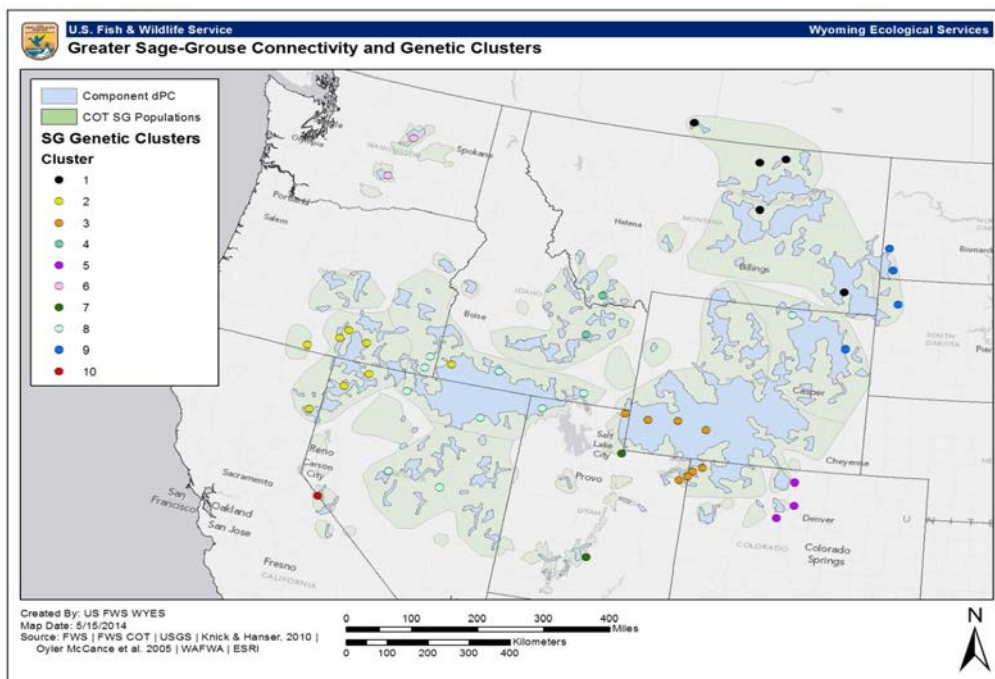 U.S. Fish & Wildlife Service
Wyoming Ecological Services
Greater Sage-Grouse Connectivity and Genetic Clusters
Component dPC
COT SG Populations
SG Genetic Clusters
Cluster
1
2
3
4
5
6
7
8
9
10
Olympia
WASHINGTON
Spokane
Portland
Salem
Helena
MONTANA
Billings
Bismarck
IDAHO
Boise
SOUTH
DAKOTA
Casper
Salt
Lake
City
Cheyenne
Reno
Carson
City
Provo
UTAH
Sacramento
San
Francisco
Oakland
San Jose
Denver
COLORADO
Colorado
Springs
Fresno
CALIFORNIA
Created By: US FWS WYES
Map Date: 5/15/2014
Source: FWS | FWS COT | USGS | Knick & Hanser, 2010 |
Oyler McCance et al. 2005 | WAFWA | ESRI
0 100 200 300 400
Miles
Kilometers
0 100 200 300 400
N